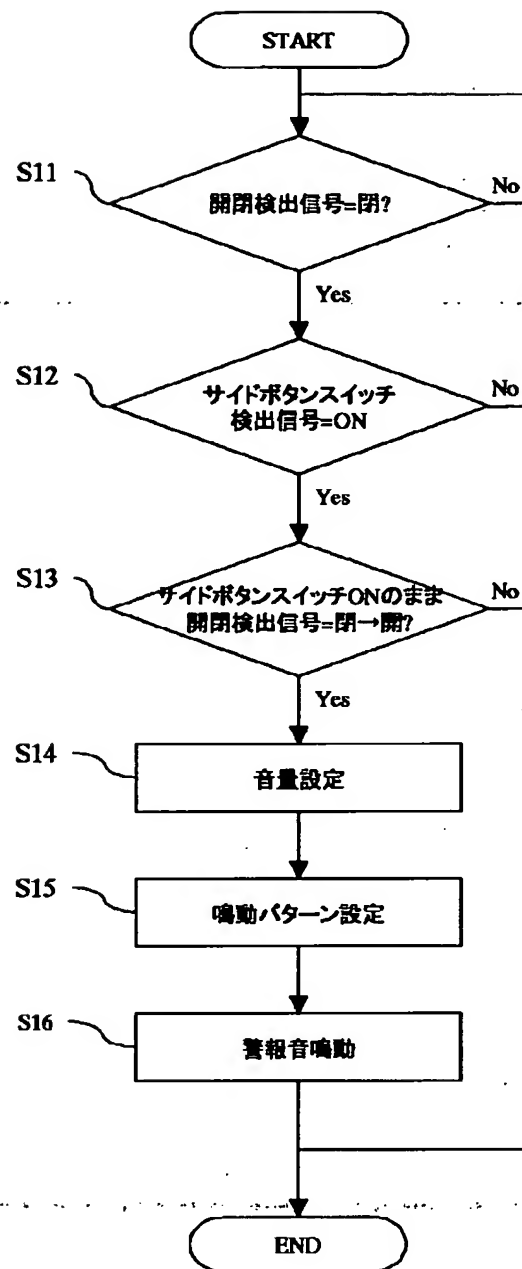 START
S11
開閉検出信号=閉?
No
Yes
S12
サイドボタンスイッチ
検出信号=ON
No
Yes
S13
サイドボタンスイッチONのまま
開閉検出信号=閉→開?
No
Yes
S14
音量設定
S15
鳴動パターン設定
S16
警報音鳴動
END